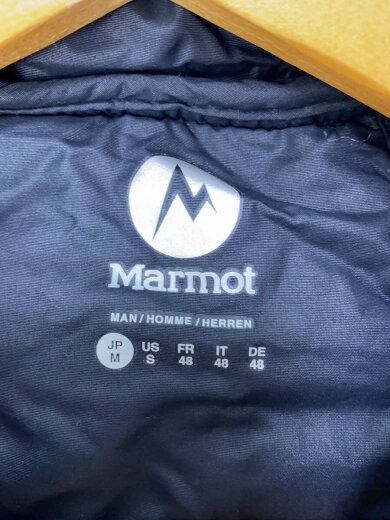 Marmot
MAN/HOMME/HERREN
JP US FR IT DE
M S 48 48 48